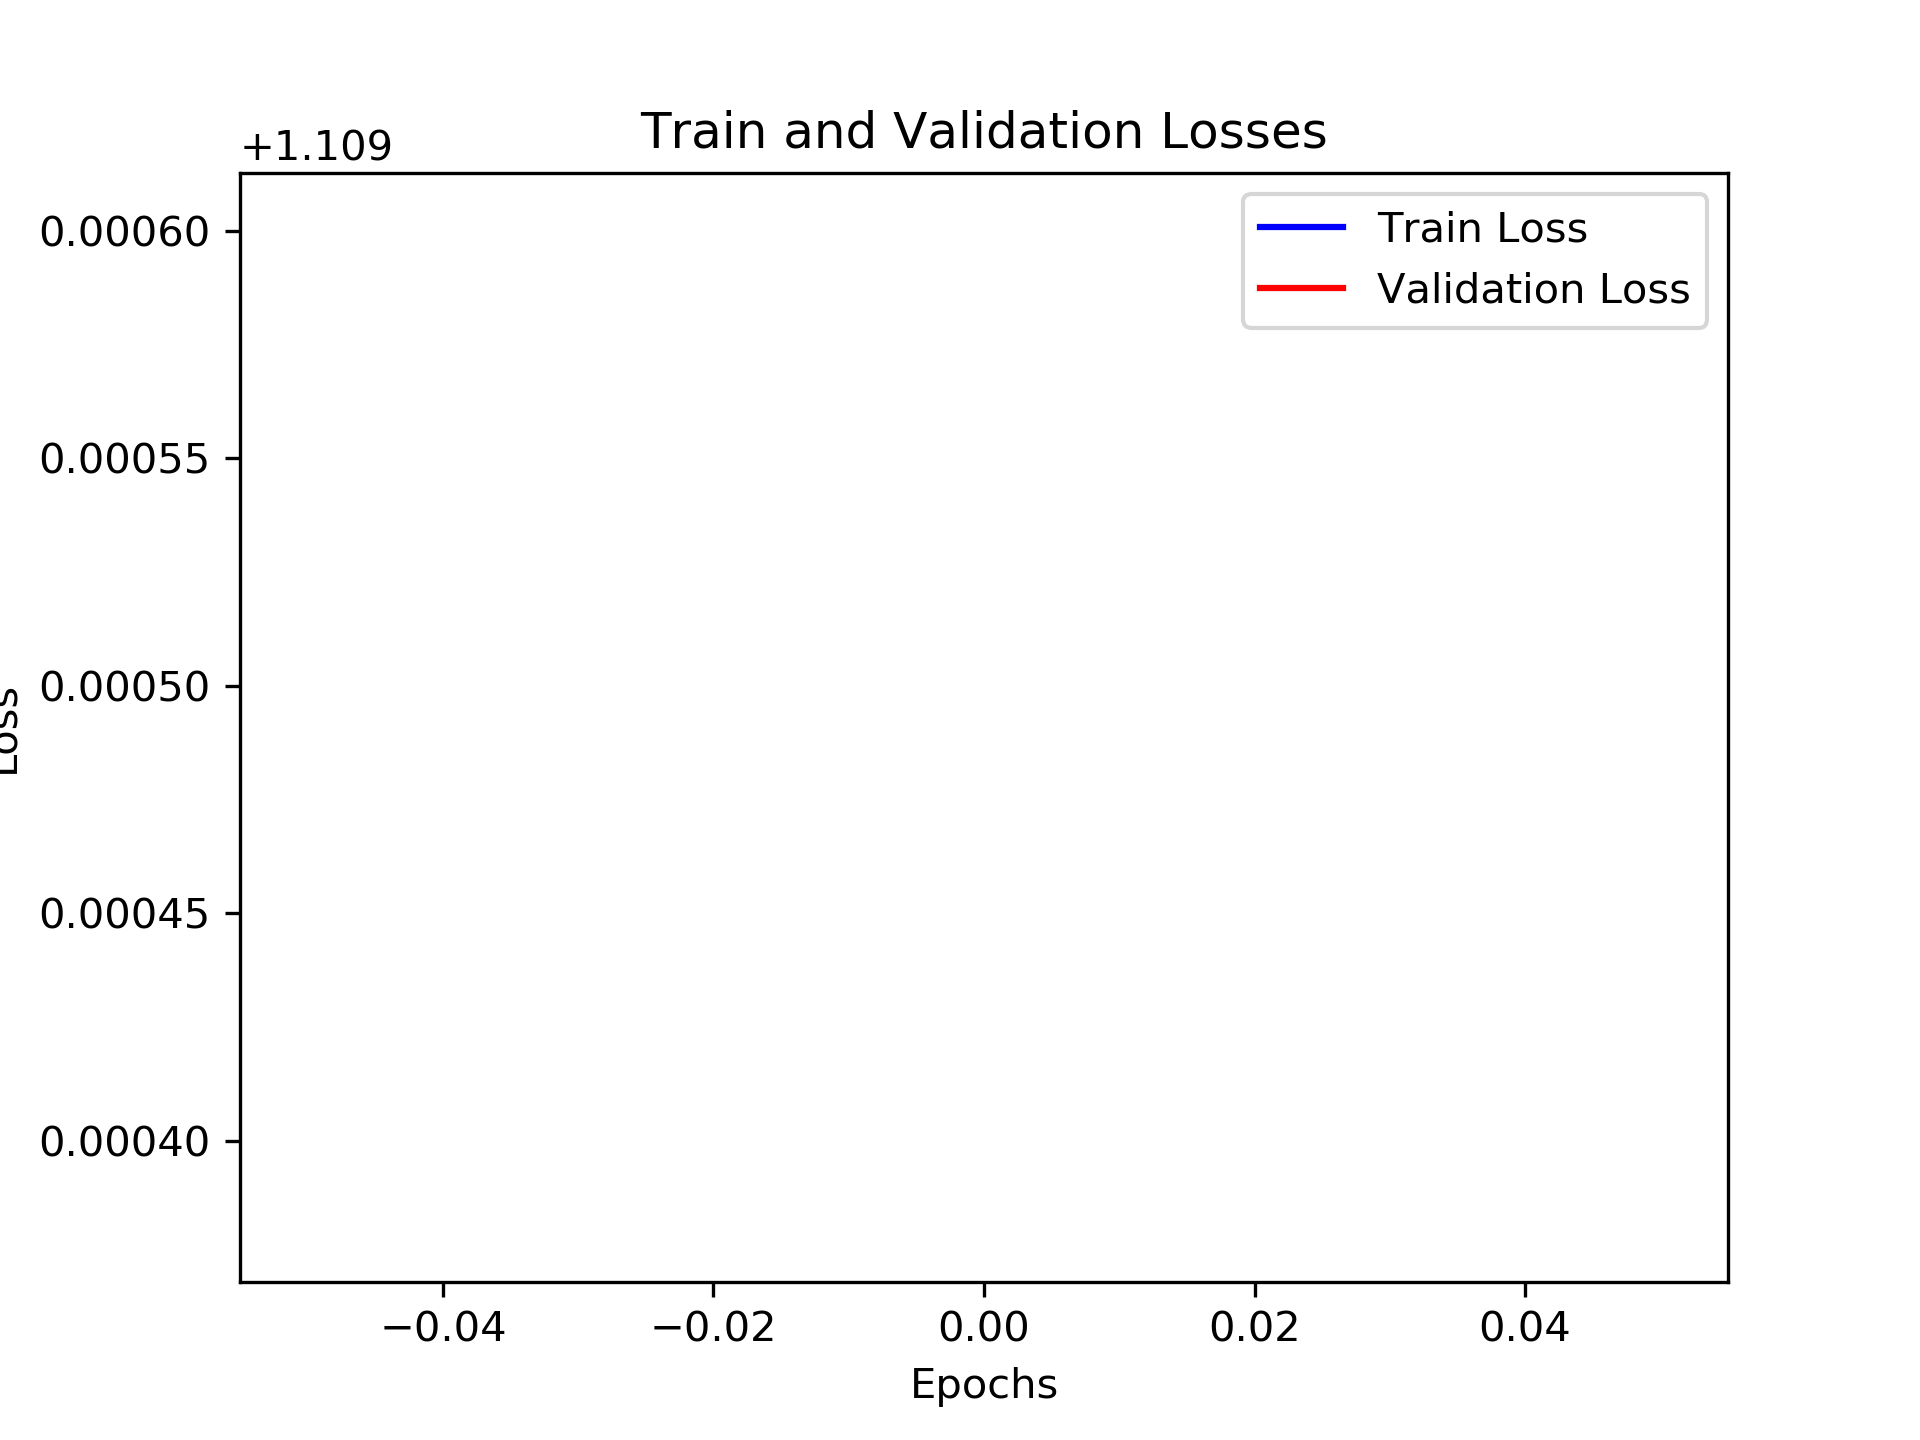 Train and Validation Losses
+1.109
Train Loss
Validation Loss
0.00060
0.00055
0.00050
0.00045
0.00040
Loss
−0.04
−0.02
0.00
0.02
0.04
Epochs